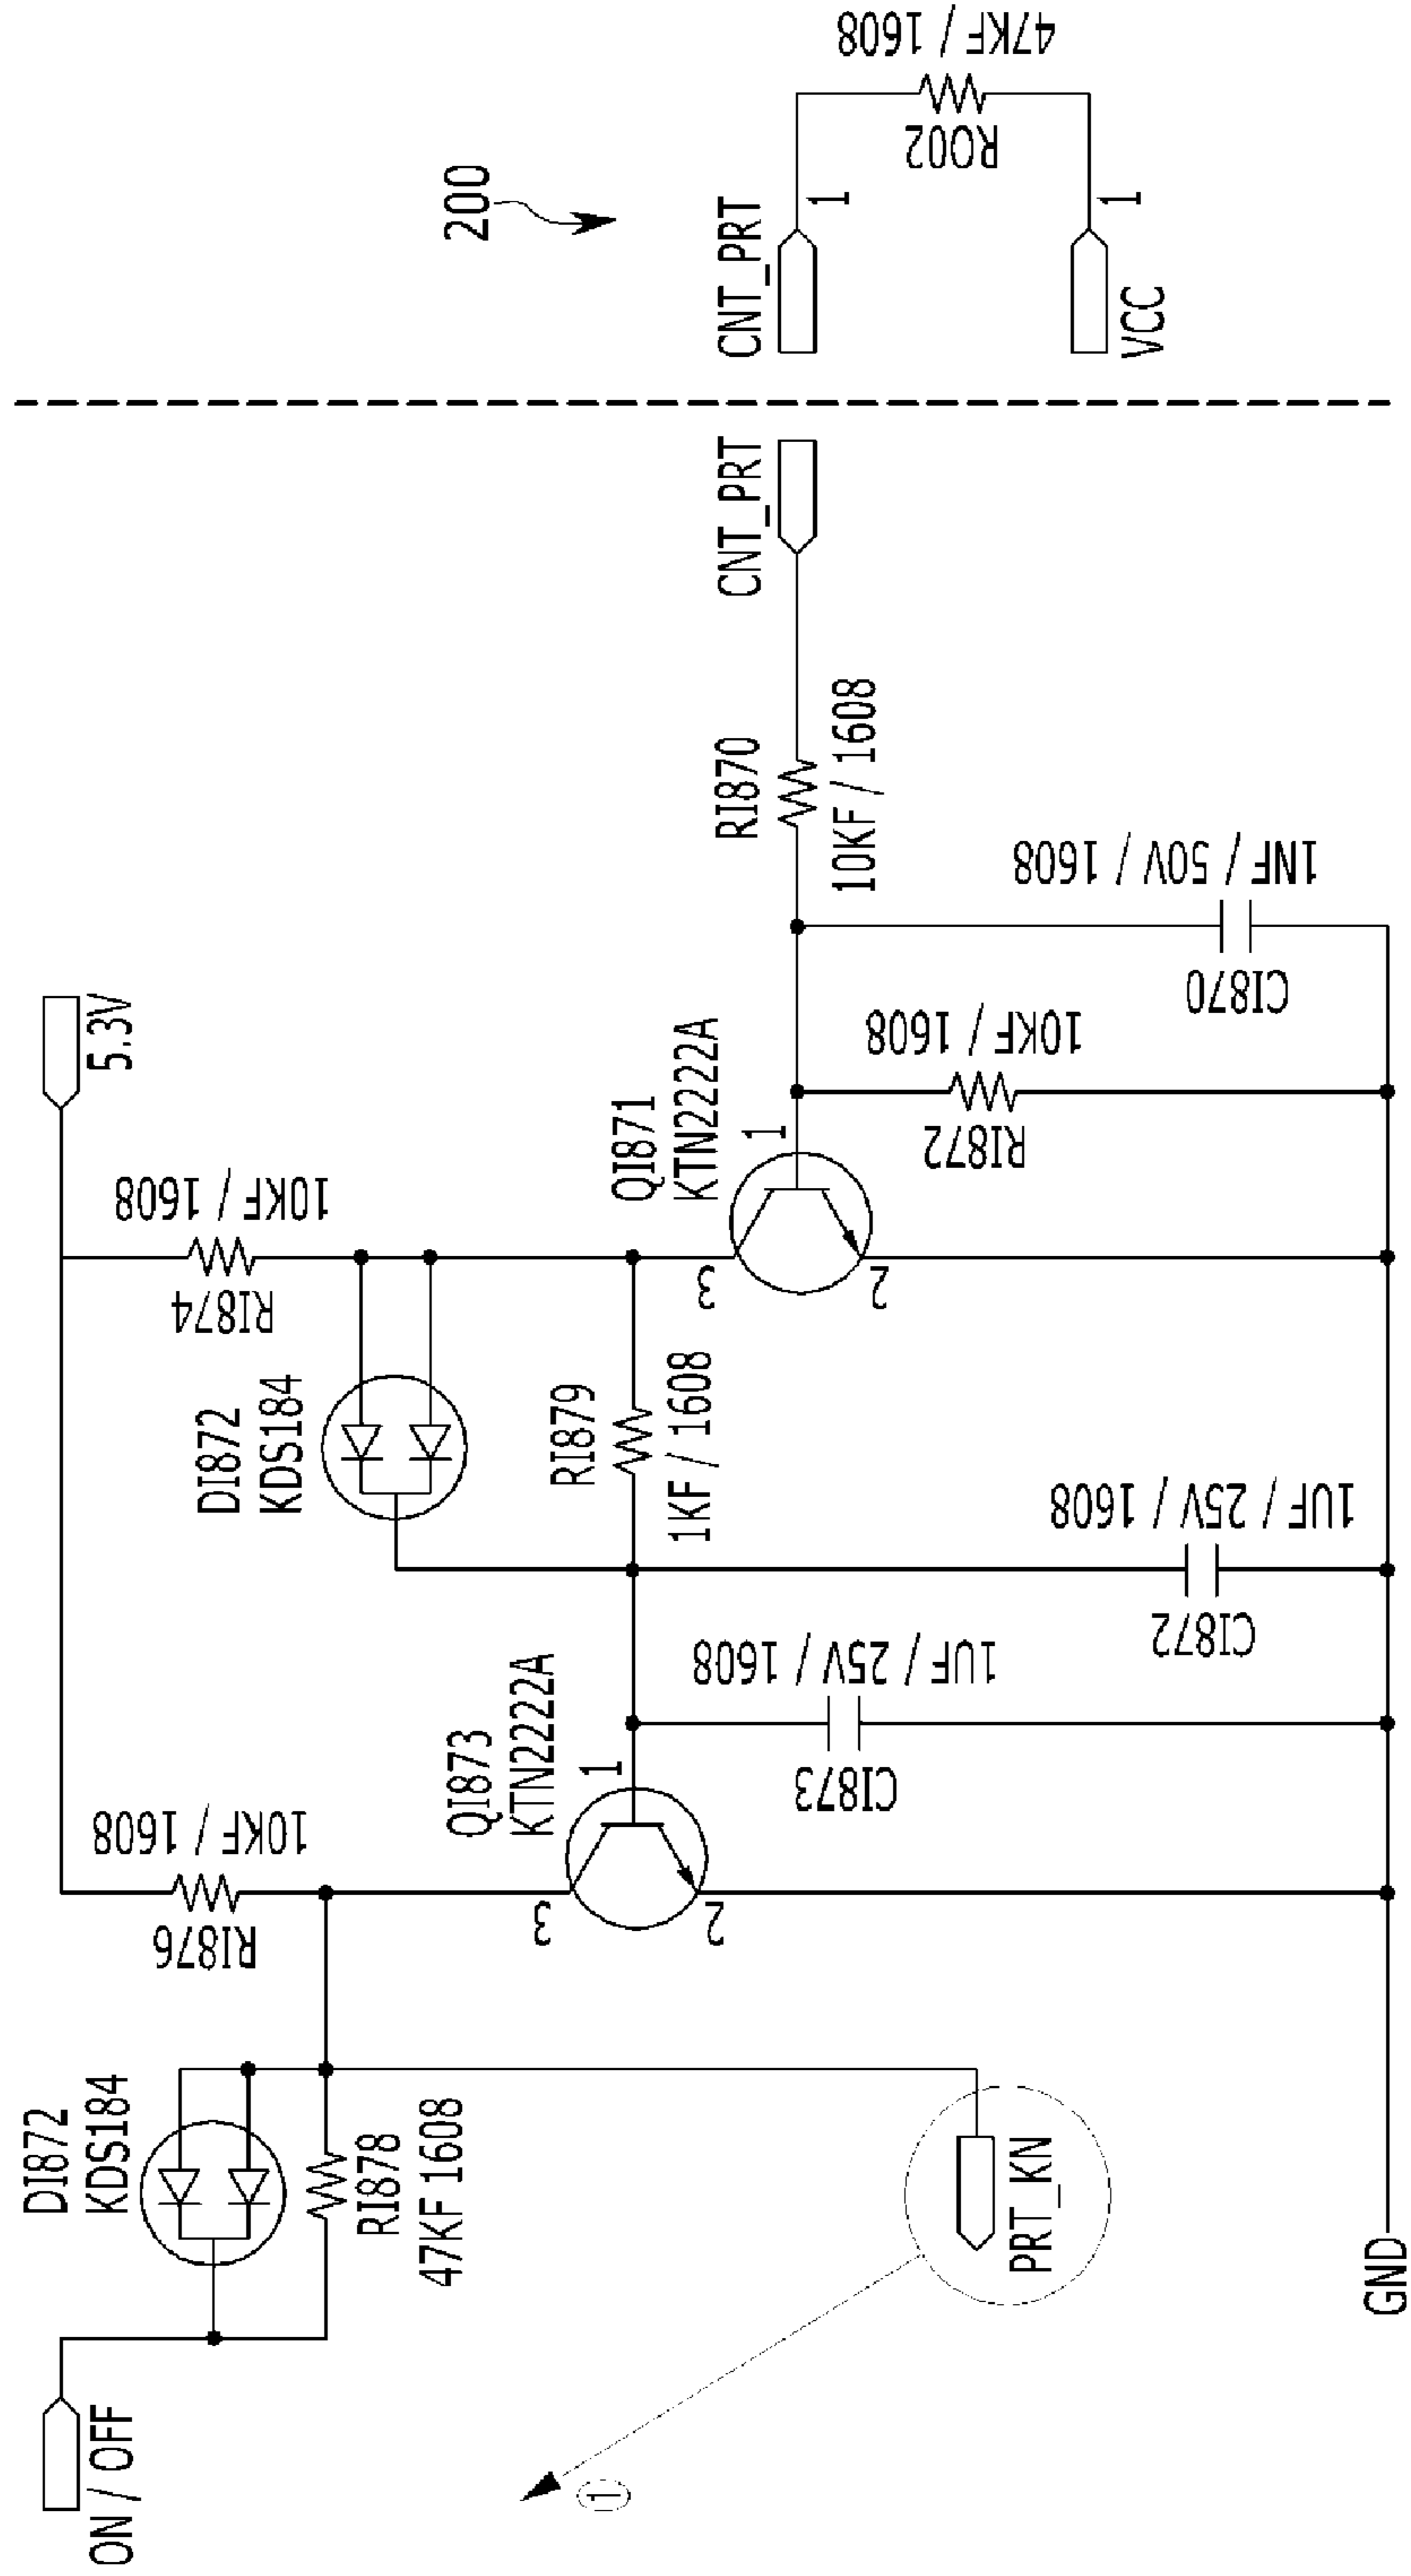 ON / OFF
DI872
KDS184
RI878
47KF 1608
PRT_KN
1
GND
RI876
10KF / 1608
QI873
KTN2222A
1
3
2
CI873
1UF / 25V / 1608
CI872
1UF / 25V / 1608
DI872
KDS184
RI879
1KF / 1608
RI874
10KF / 1608
5.3V
QI871
KTN2222A
1
3
2
RI872
10KF / 1608
CI870
1NF / 50V / 1608
RI870
10KF / 1608
CNT_PRT
200
CNT_PRT
1
RO02
47KF / 1608
VCC
1